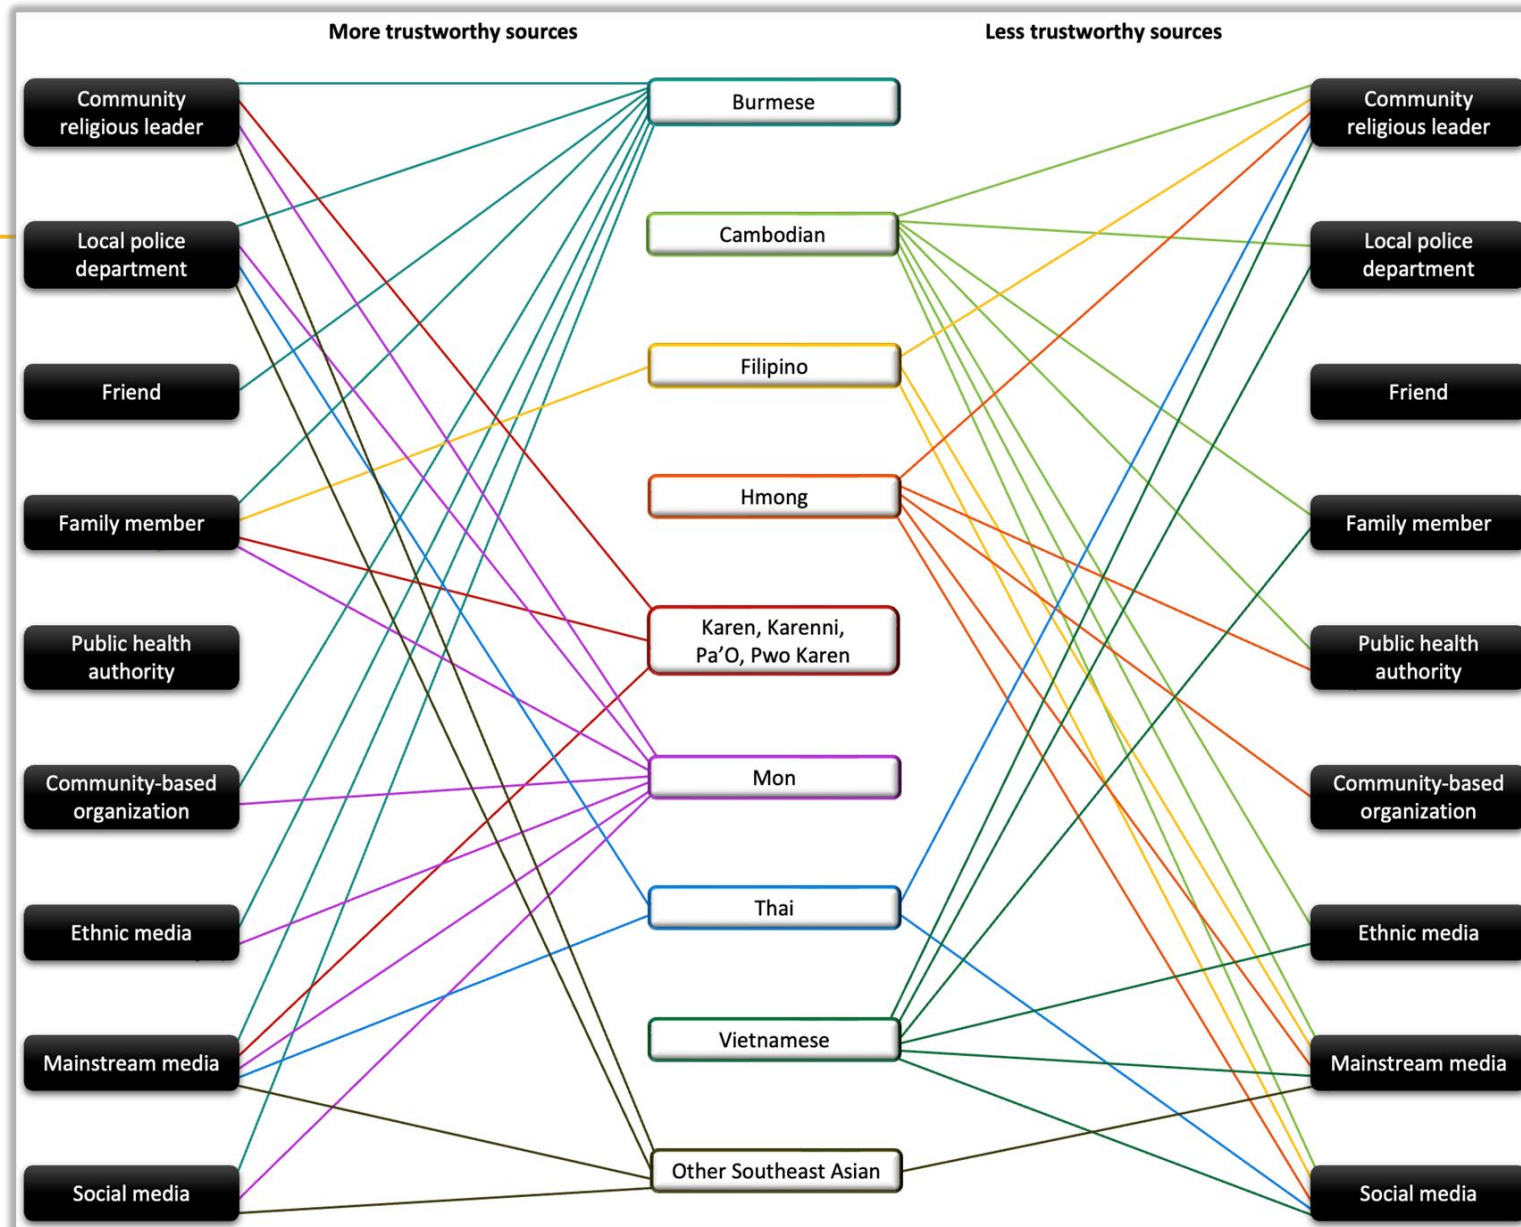 More trustworthy sources
Less trustworthy sources
Community
religious leader
Local police
department
Friend
Family member
Public health
authority
Community-based
organization
Ethnic media
Mainstream media
Social media
Burmese
Cambodian
Filipino
Hmong
Karen, Karenni,
Pa’O, Pwo Karen
Mon
Thai
Vietnamese
Other Southeast Asian
Community
religious leader
Local police
department
Friend
Family member
Public health
authority
Community-based
organization
Ethnic media
Mainstream media
Social media